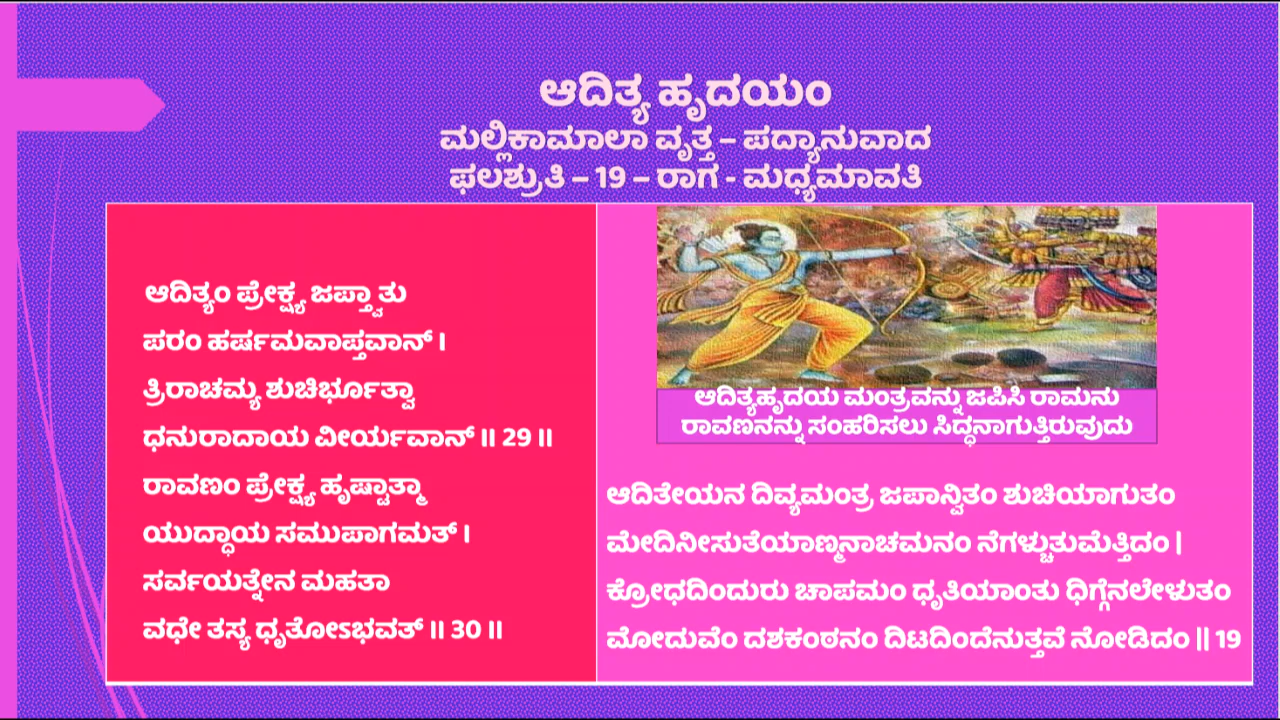 ಆದಿತ್ಯ ಹೃದಯಂ
ಮಲ್ಲಿಕಾಮಾಲಾ ವೃತ್ತ – ಪದ್ಯಾನುವಾದ
ಫಲಶ್ರುತಿ – 19 – ರಾಗ - ಮಧ್ಯಮಾವತಿ
ಆದಿತ್ಯಂ ಪ್ರೇಕ್ಷ್ಯ ಜಪ್ತ್ವಾ ತು
ಪರಂ ಹರ್ಷಮವಾಪ್ತವಾನ್ ।
ತ್ರಿರಾಚಮ್ಯ ಶುಚಿರ್ಭೂತ್ವಾ
ಧನುರಾದಾಯ ವೀರ್ಯವಾನ್ ॥ 29 ॥
ರಾವಣಂ ಪ್ರೇಕ್ಷ್ಯ ಹೃಷ್ಟಾತ್ಮಾ
ಯುದ್ಧಾಯ ಸಮುಪಾಗಮತ್ ।
ಸರ್ವಯತ್ನೇನ ಮಹತಾ
ವಧೇ ತಸ್ಯ ಧೃತೋಽಭವತ್ ॥ 30 ॥
ಆದಿತ್ಯಹೃದಯ ಮಂತ್ರವನ್ನು ಜಪಿಸಿ ರಾಮನು
ರಾವಣನನ್ನು ಸಂಹರಿಸಲು ಸಿದ್ಧನಾಗುತ್ತಿರುವುದು
ಆದಿತೇಯನ ದಿವ್ಯಮಂತ್ರ ಜಪಾನ್ವಿತಂ ಶುಚಿಯಾಗುತಂ
ಮೇದಿನೀಸುತೆಯಾಣ್ಮನಾಚಮನಂ ನೆಗಳ್ಚುತುಮೆತ್ತಿದಂ |
ಕ್ರೋಧದಿಂದುರು ಚಾಪಮಂ ಧೃತಿಯಾಂತು ಧಿಗ್ಗೆನಲೇಳುತಂ
ಮೋದುವೆಂ ದಶಕಂಠನಂ ದಿಟದಿಂದೆನುತ್ತವೆ ನೋಡಿದಂ || 19